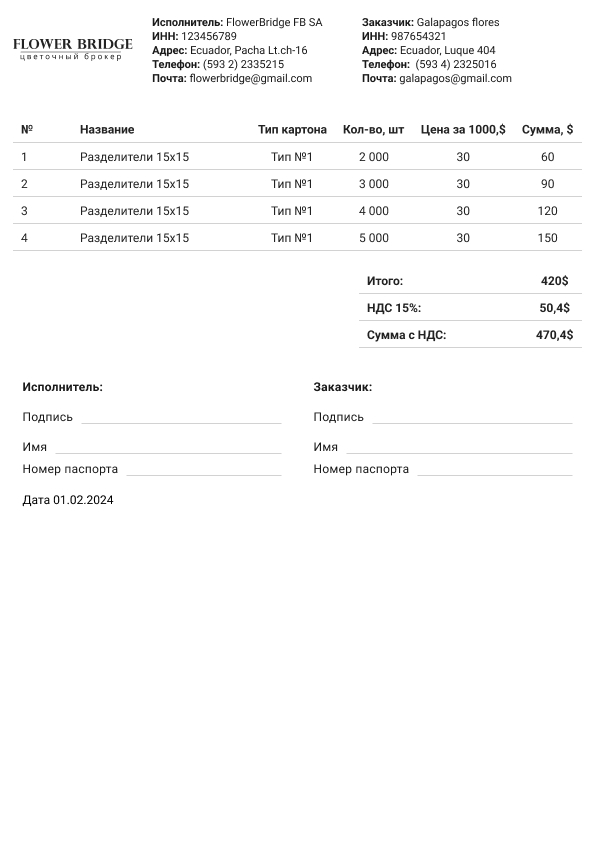 FLOWER BRIDGE
цветочный брокер
Исполнитель: FlowerBridge FB SA
ИНН: 123456789
Адрес: Ecuador, Pacha Lt.ch-16
Телефон: (593 2) 2335215
Почта: flowerbridge@gmail.com
Заказчик: Galapagos flores
ИНН: 987654321
Адрес: Ecuador, Luque 404
Телефон: (593 4) 2325016
Почта: galapagos@gmail.com
№ Название Тип картона Кол-во, шт Цена за 1000,$ Сумма, $
1 Разделители 15x15 Тип №1 2 000 30 60
2 Разделители 15x15 Тип №1 3 000 30 90
3 Разделители 15x15 Тип №1 4 000 30 120
4 Разделители 15x15 Тип №1 5 000 30 150
Итого: 420$
НДС 15%: 50,4$
Сумма с НДС: 470,4$
Исполнитель: Заказчик:
Подпись Подпись
Имя Имя
Номер паспорта Номер паспорта
Дата 01.02.2024